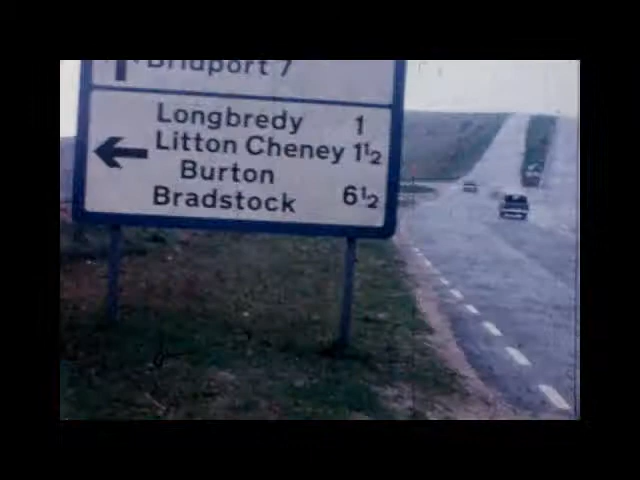 Bridport 7
Longbredy 1
Litton Cheney 1½
Burton
Bradstock 6½